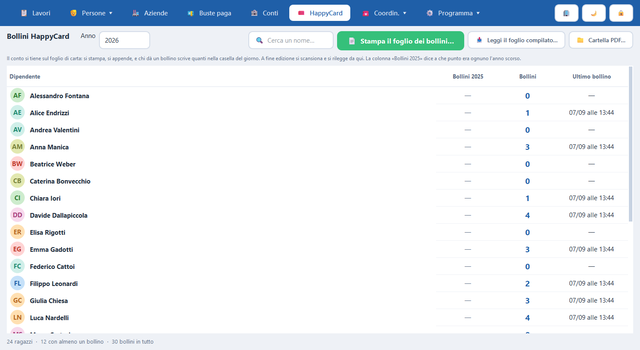 Lavori
Persone
Aziende
Buste paga
Conti
HappyCard
Coordin.
Programma
Bollini HappyCard
Anno
2026
Cerca un nome...
Stampa il foglio dei bollini...
Leggi il foglio compilato...
Cartella PDF...
Il conto si tiene sul foglio di carta: si stampa, si appende, e chi dà un bollino scrive quanti nella casella del giorno. A fine edizione si scansiona e si rilegge da qui. La colonna «Bollini 2025» dice a che punto era ognuno l'anno scorso.
Dipendente Bollini 2025 Bollini Ultimo bollino
AF Alessandro Fontana — 0 —
AE Alice Endrizzi — 1 07/09 alle 13:44
AV Andrea Valentini — 0 —
AM Anna Manica — 3 07/09 alle 13:44
BW Beatrice Weber — 0 —
CB Caterina Bonvecchio — 0 —
CI Chiara Iori — 1 07/09 alle 13:44
DD Davide Dallapiccola — 4 07/09 alle 13:44
ER Elisa Rigotti — 0 —
EG Emma Gadotti — 3 07/09 alle 13:44
FC Federico Cattoi — 0 —
FL Filippo Leonardi — 2 07/09 alle 13:44
GC Giulia Chiesa — 3 07/09 alle 13:44
LN Luca Nardelli — 4 07/09 alle 13:44
24 ragazzi · 12 con almeno un bollino · 30 bollini in tutto